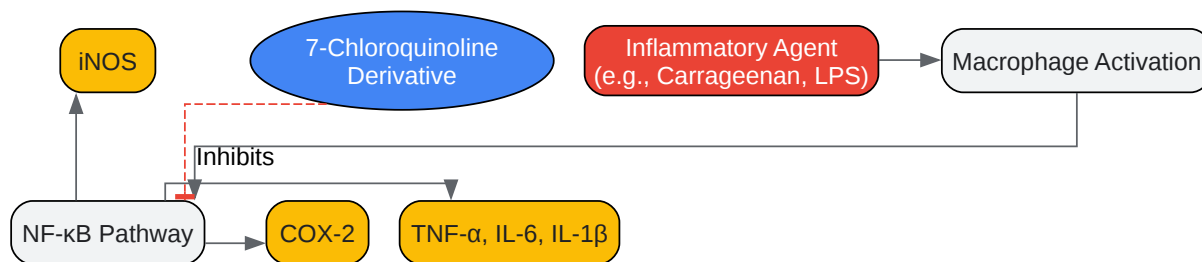 iNOS
7-Chloroquinoline
Derivative
Inflammatory Agent
(e.g., Carrageenan, LPS)
Macrophage Activation
Inhibits
NF-κB Pathway
COX-2
TNF-α, IL-6, IL-1β